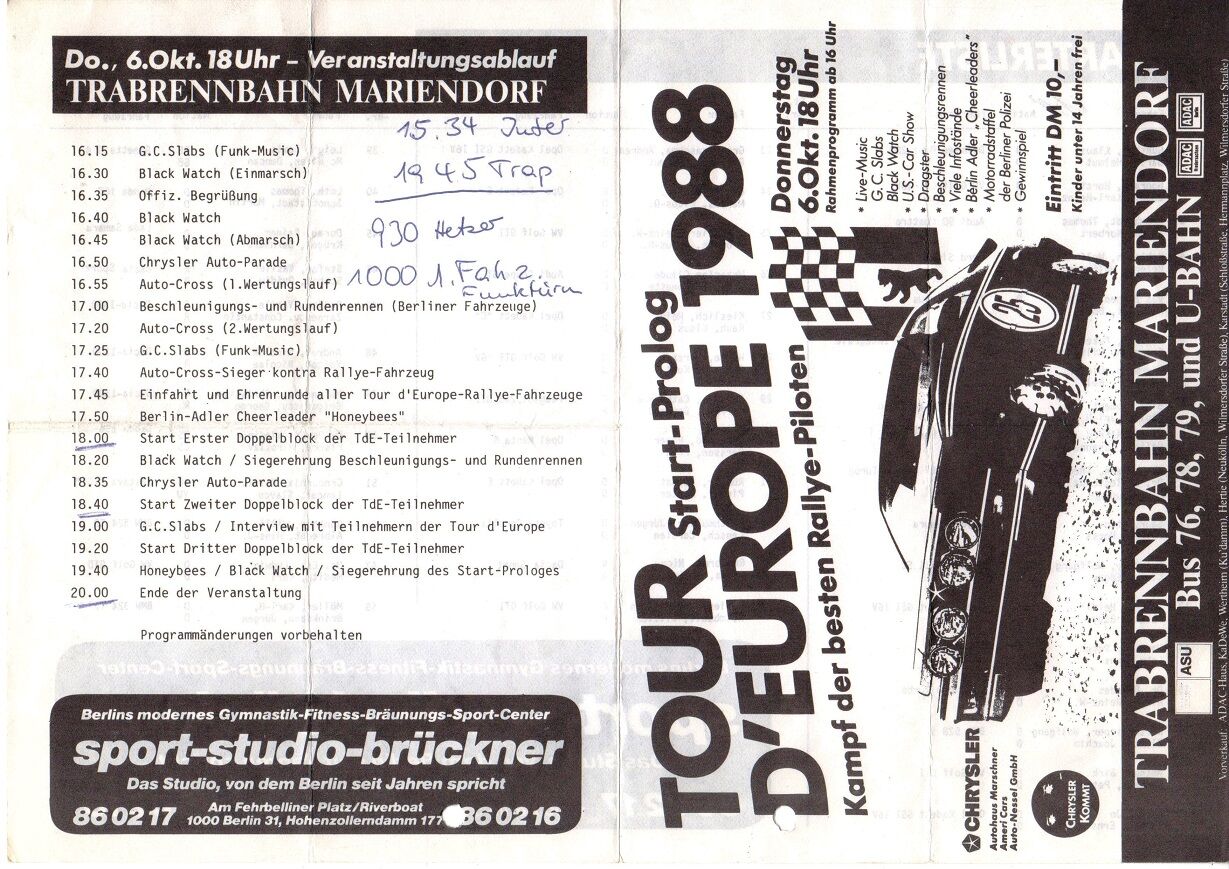 Do., 6.Okt. 18 Uhr – Veranstaltungsablauf
TRABRENNBAHN MARIENDORF
15.34 Juter
1945 Trap
930 Hetzer
1000 1. Fahz.
Funkturm
16.15 G.C.Slabs (Funk-Music)
16.30 Black Watch (Einmarsch)
16.35 Offiz. Begrüßung
16.40 Black Watch
16.45 Black Watch (Abmarsch)
16.50 Chrysler Auto-Parade
16.55 Auto-Cross (1.Wertungslauf)
17.00 Beschleunigungs- und Rundenrennen (Berliner Fahrzeuge)
17.20 Auto-Cross (2.Wertungslauf)
17.25 G.C.Slabs (Funk-Music)
17.40 Auto-Cross-Sieger kontra Rallye-Fahrzeug
17.45 Einfahrt und Ehrenrunde aller Tour d'Europe-Rallye-Fahrzeuge
17.50 Berlin-Adler Cheerleader "Honeybees"
18.00 Start Erster Doppelblock der TdE-Teilnehmer
18.20 Black Watch / Siegerehrung Beschleunigungs- und Rundenrennen
18.35 Chrysler Auto-Parade
18.40 Start Zweiter Doppelblock der TdE-Teilnehmer
19.00 G.C.Slabs / Interview mit Teilnehmern der Tour d'Europe
19.20 Start Dritter Doppelblock der TdE-Teilnehmer
19.40 Honeybees / Black Watch / Siegerehrung des Start-Prologes
20.00 Ende der Veranstaltung
Programmänderungen vorbehalten
Berlins modernes Gymnastik-Fitness-Bräunungs-Sport-Center
sport-studio-brückner
Das Studio, von dem Berlin seit Jahren spricht
86 02 17
Am Fehrbelliner Platz/Riverboat
1000 Berlin 31, Hohenzollerndamm 177
86 02 16
TOUR Start-Prolog
D'EUROPE 1988
Kampf der besten Rallye-Piloten
Donnerstag
6.Okt. 18 Uhr
Rahmenprogramm ab 16 Uhr
* Live-Music
G.C. Slabs
Black Watch
* U.S.-Car Show
* Dragster
* Beschleunigungsrennen
* Viele Infostände
* Berlin Adler „Cheerleaders"
* Motorradstaffel
der Berliner Polizei
* Gewinnspiel
Eintritt DM 10,–
Kinder unter 14 Jahren frei
25
CHRYSLER
Autohaus Marschner
Ameri Cars
Auto-Nessel GmbH
CHRYSLER
KOMMT
TRABRENNBAHN MARIENDORF
ASU
Bus 76, 78, 79, und U-BAHN
ADAC
ADAC
Vorverkauf: ADAC-Haus, KaDeWe, Wertheim (Ku'damm), Hertie (Neukölln, Wilmersdorfer Straße), Karstadt (Schloßstraße, Hermannplatz, Wilmersdorfer Straße)